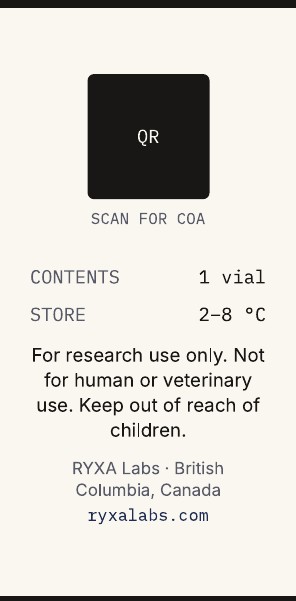 QR
SCAN FOR COA
CONTENTS 1 vial
STORE 2–8 °C
For research use only. Not
for human or veterinary
use. Keep out of reach of
children.
RYXA Labs · British
Columbia, Canada
ryxalabs.com